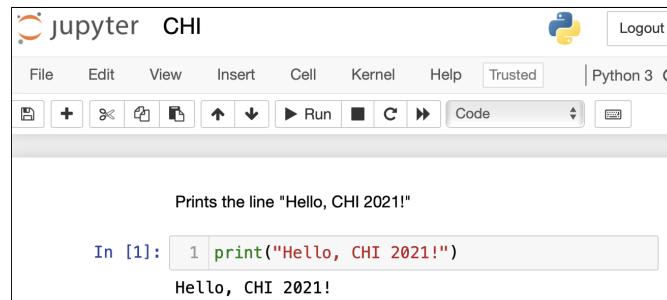 jupyter CHI
Logout
File Edit View Insert Cell Kernel Help Trusted Python 3
Run Code
Prints the line "Hello, CHI 2021!"
In [1]: 1 print("Hello, CHI 2021!")
Hello, CHI 2021!